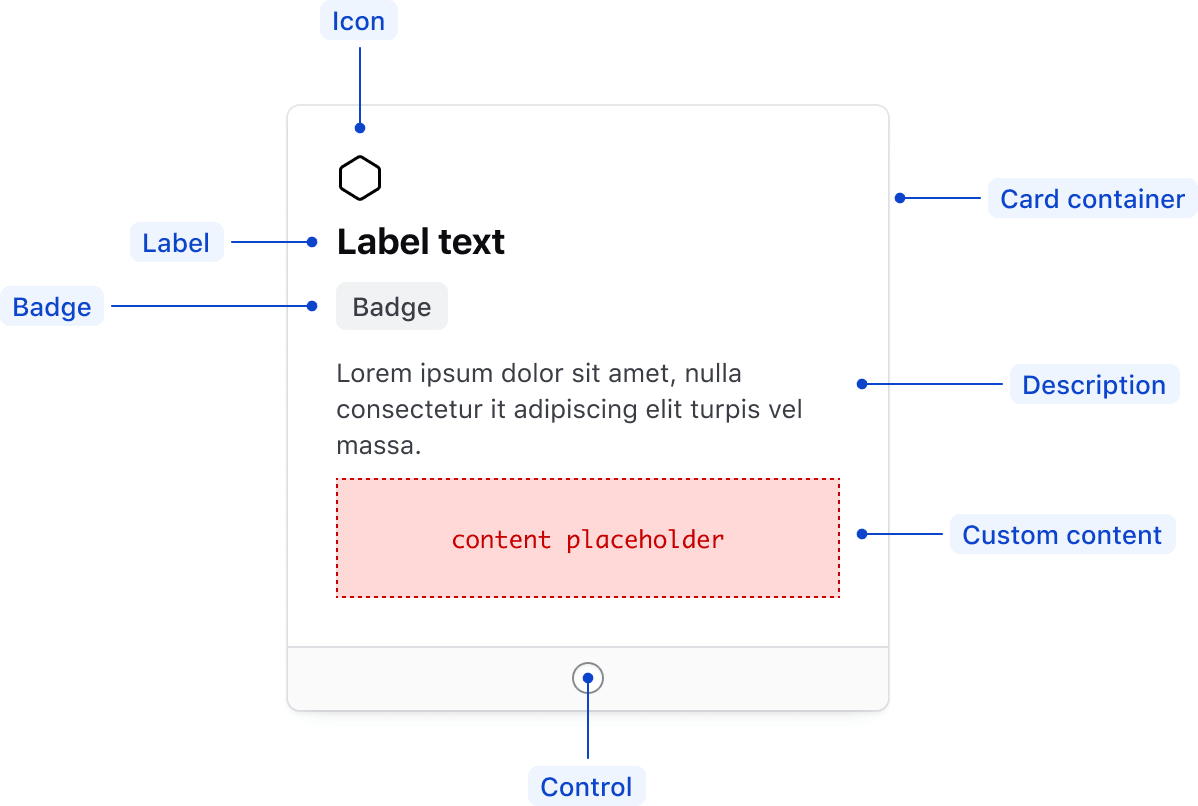 Icon
Card container
Label
Label text
Badge
Badge
Lorem ipsum dolor sit amet, nulla
consectetur it adipiscing elit turpis vel
massa.
Description
content placeholder
Custom content
Control